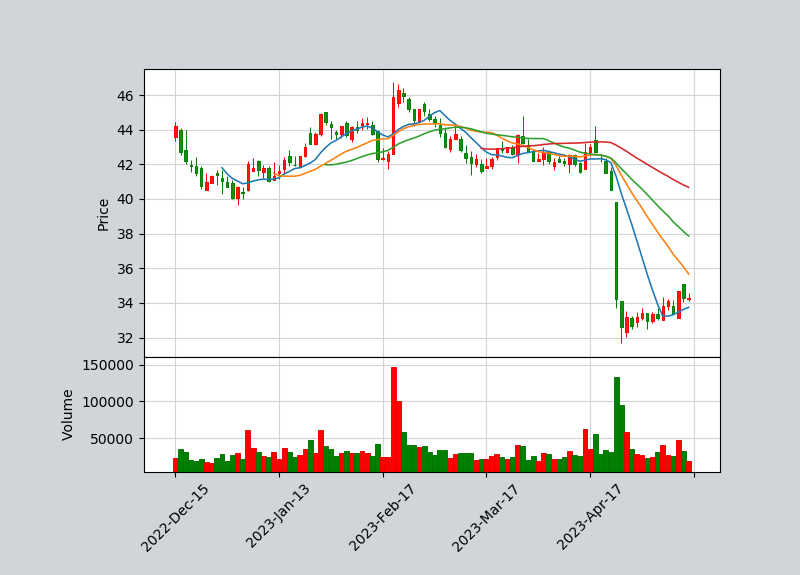 46
44
42
40
38
36
34
32
Price
150000
100000
50000
Volume
2022-Dec-15
2023-Jan-13
2023-Feb-17
2023-Mar-17
2023-Apr-17